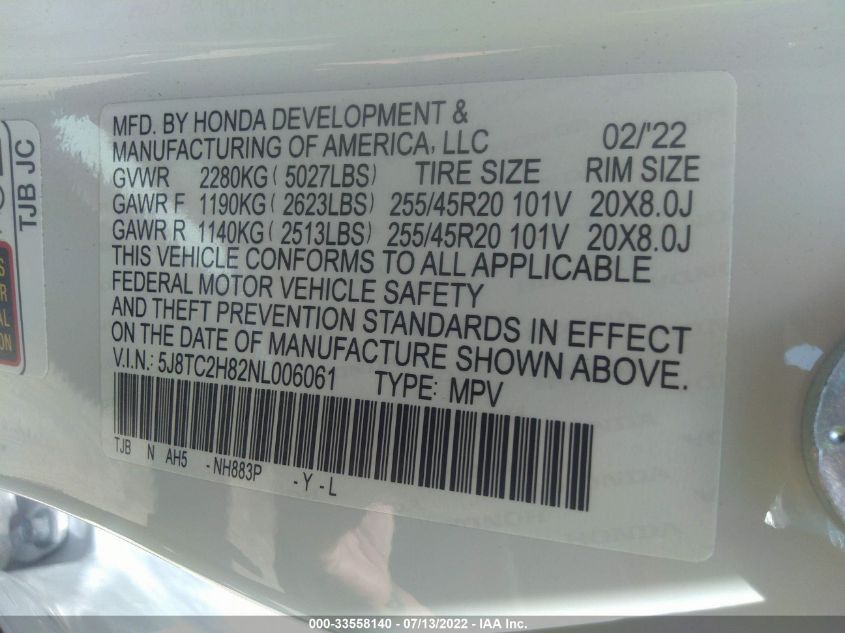 MFD. BY HONDA DEVELOPMENT &
MANUFACTURING OF AMERICA, LLC 02/'22
GVWR 2280KG ( 5027LBS) TIRE SIZE RIM SIZE
GAWR F 1190KG ( 2623LBS) 255/45R20 101V 20X8.0J
GAWR R 1140KG ( 2513LBS) 255/45R20 101V 20X8.0J
THIS VEHICLE CONFORMS TO ALL APPLICABLE
FEDERAL MOTOR VEHICLE SAFETY
AND THEFT PREVENTION STANDARDS IN EFFECT
ON THE DATE OF MANUFACTURE SHOWN ABOVE.
V.I.N.: 5J8TC2H82NL006061 TYPE: MPV
TJB N AH5 -NH883P -Y-L
TJB JC
HONDA
000-33558140 - 07/13/2022 - IAAI.com